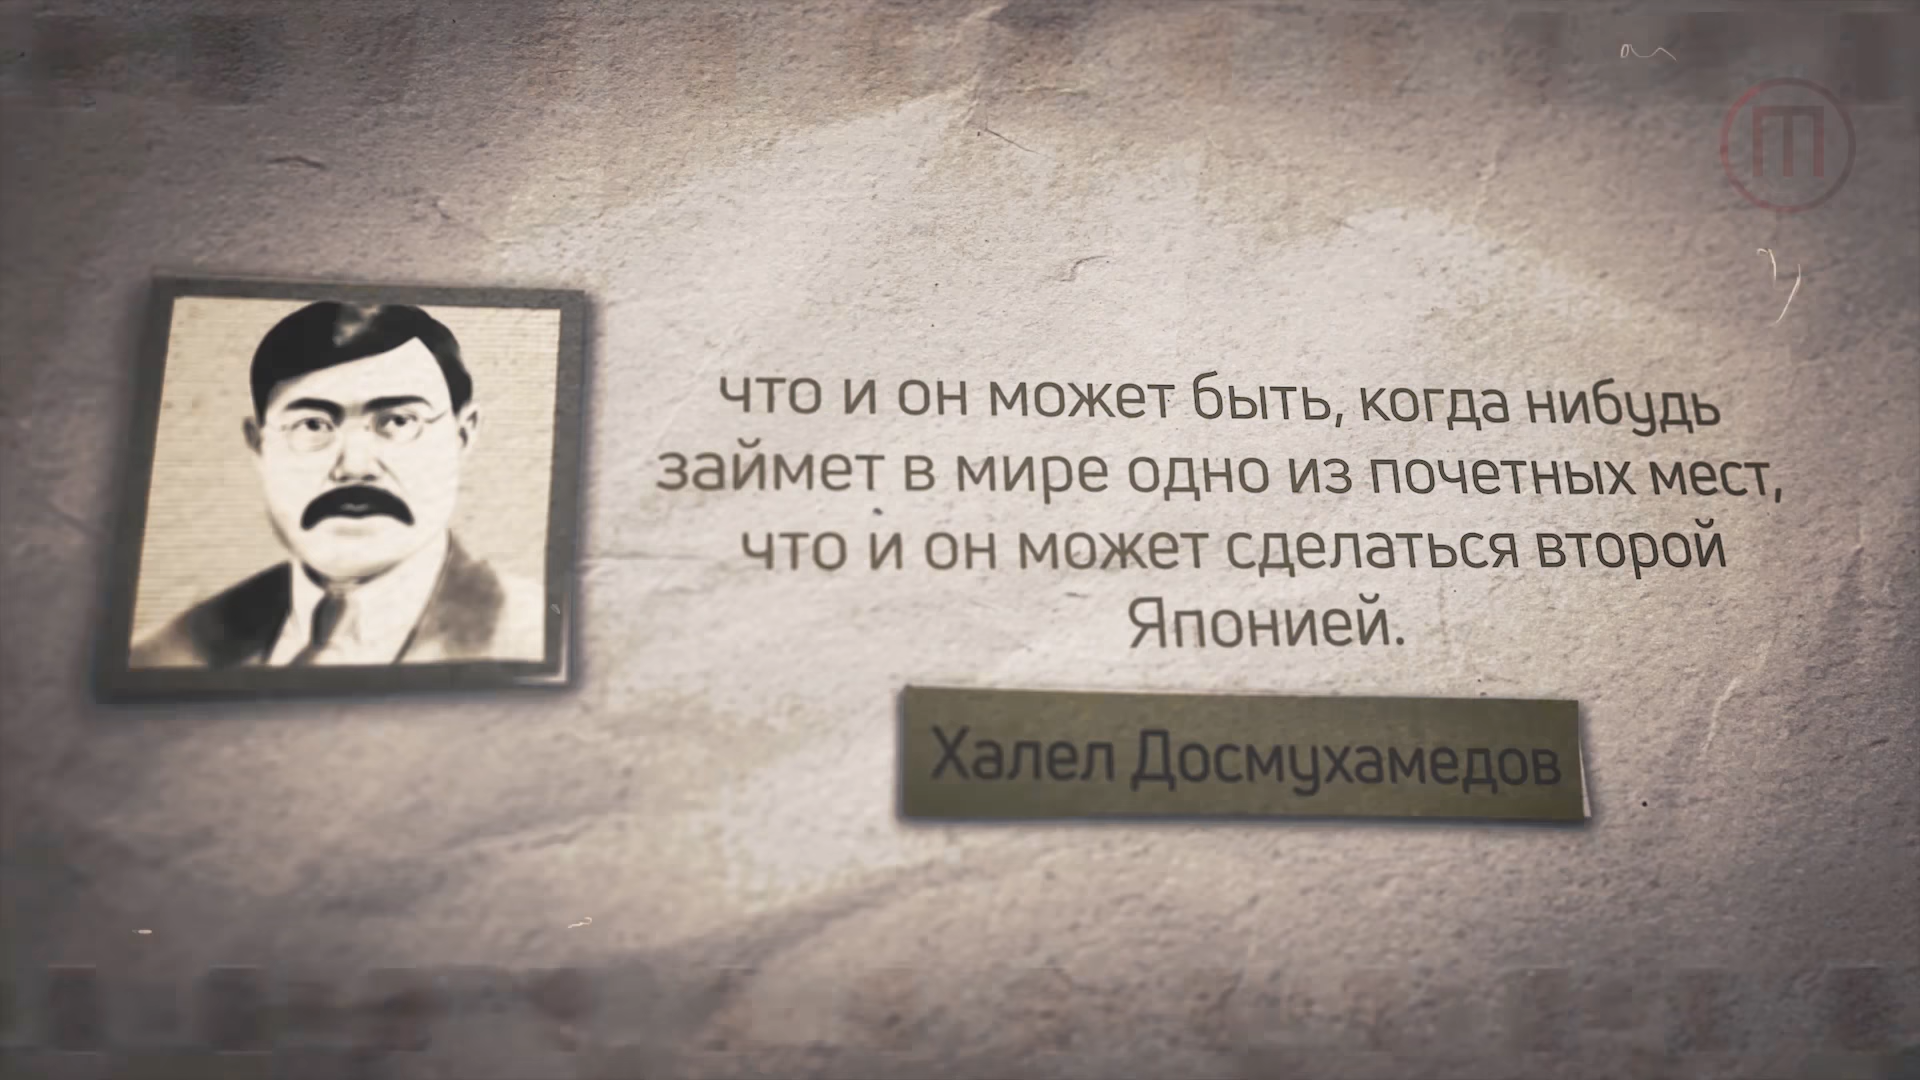 что и он может быть, когда нибудь
займет в мире одно из почетных мест,
что и он может сделаться второй
Японией.
Халел Досмухамедов